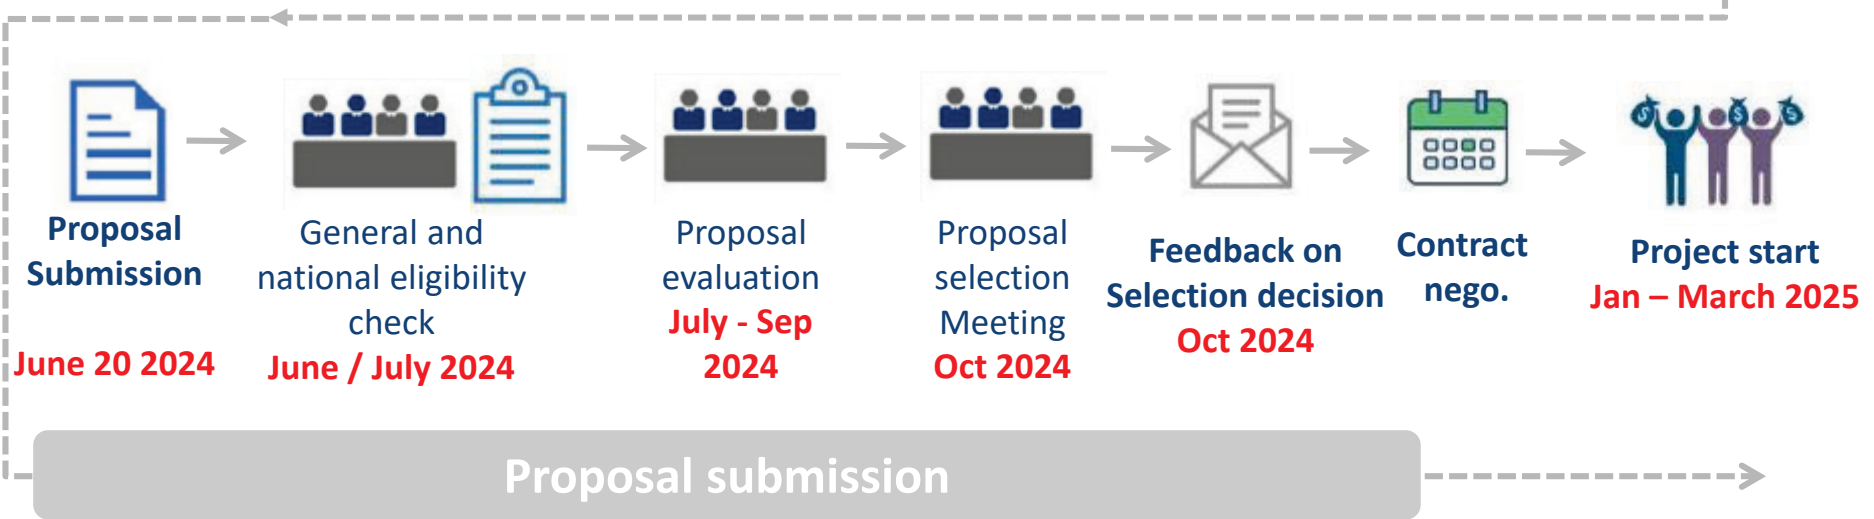 Proposal
Submission
June 20 2024
General and
national eligibility
check
June / July 2024
Proposal
evaluation
July - Sep
2024
Proposal
selection
Meeting
Oct 2024
Feedback on
Selection decision
Oct 2024
Contract
nego.
Project start
Jan – March 2025
Proposal submission